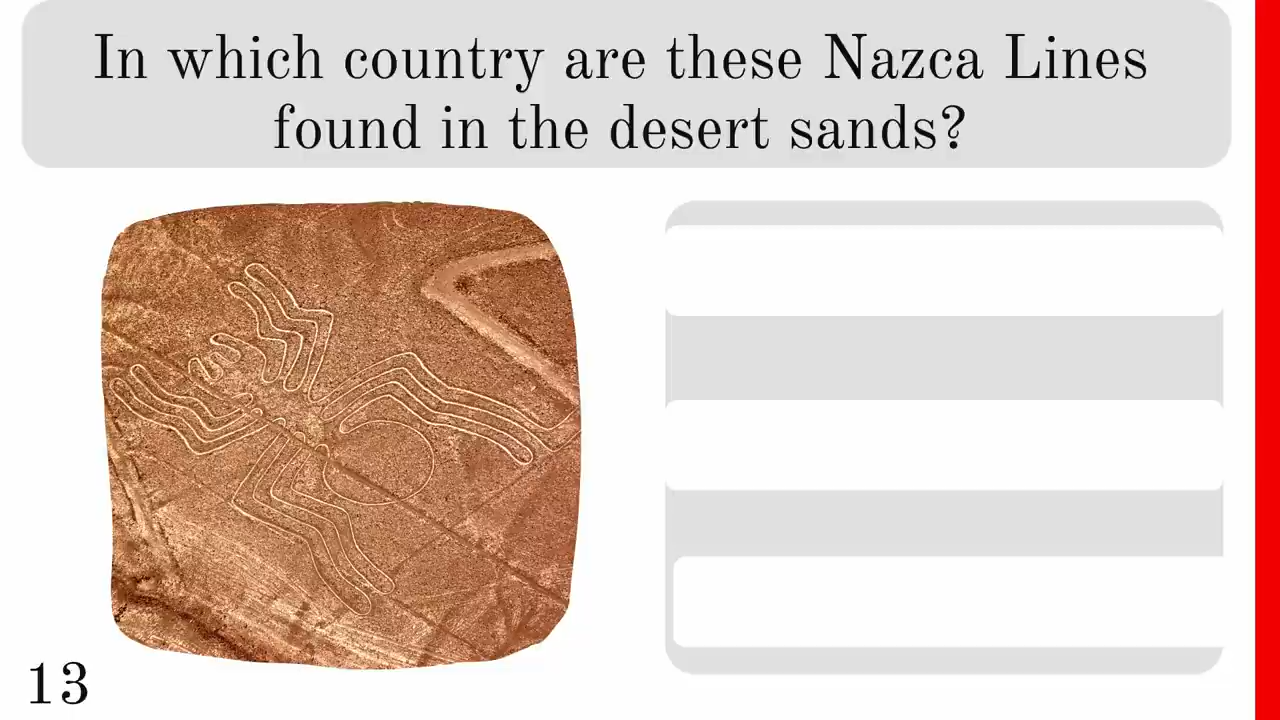 In which country are these Nazca Lines
found in the desert sands?
13